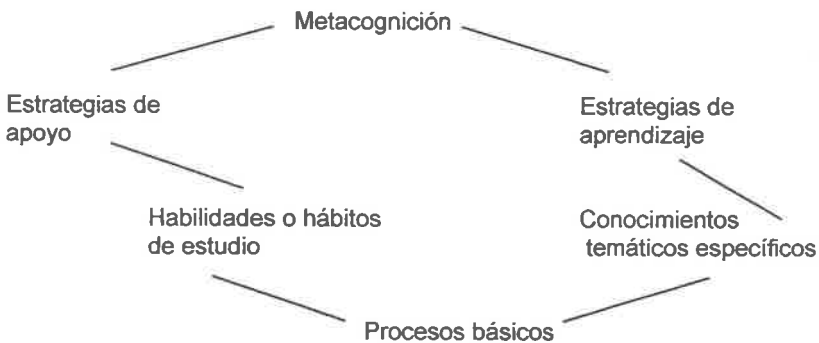 Metacognición
Estrategias de
apoyo
Estrategias de
aprendizaje
Habilidades o hábitos
de estudio
Conocimientos
temáticos específicos
Procesos básicos